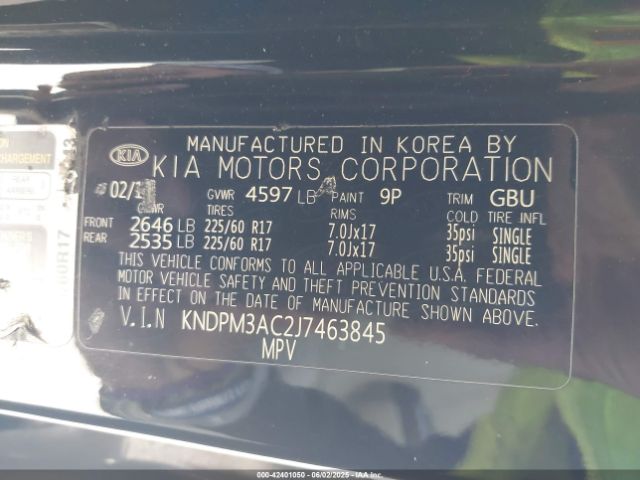 CHARGEMENT
MANUFACTURED IN KOREA BY
KIA KIA MOTORS CORPORATION
02/ GVWR 4597 LB PAINT 9P TRIM GBU
TIRES RIMS COLD TIRE INFL
FRONT 2646 LB 225/60 R17 7.0Jx17 35psi SINGLE
REAR 2535 LB 225/60 R17 7.0Jx17 35psi SINGLE
THIS VEHICLE CONFORMS TO ALL APPLICABLE U.S.A. FEDERAL
MOTOR VEHICLE SAFETY AND THEFT PREVENTION STANDARDS
IN EFFECT ON THE DATE OF MANUFACTURE SHOWN ABOVE.
V.I.N KNDPM3AC2J7463845
MPV
000-42401050 - 06/02/2025 - IAAI.COM